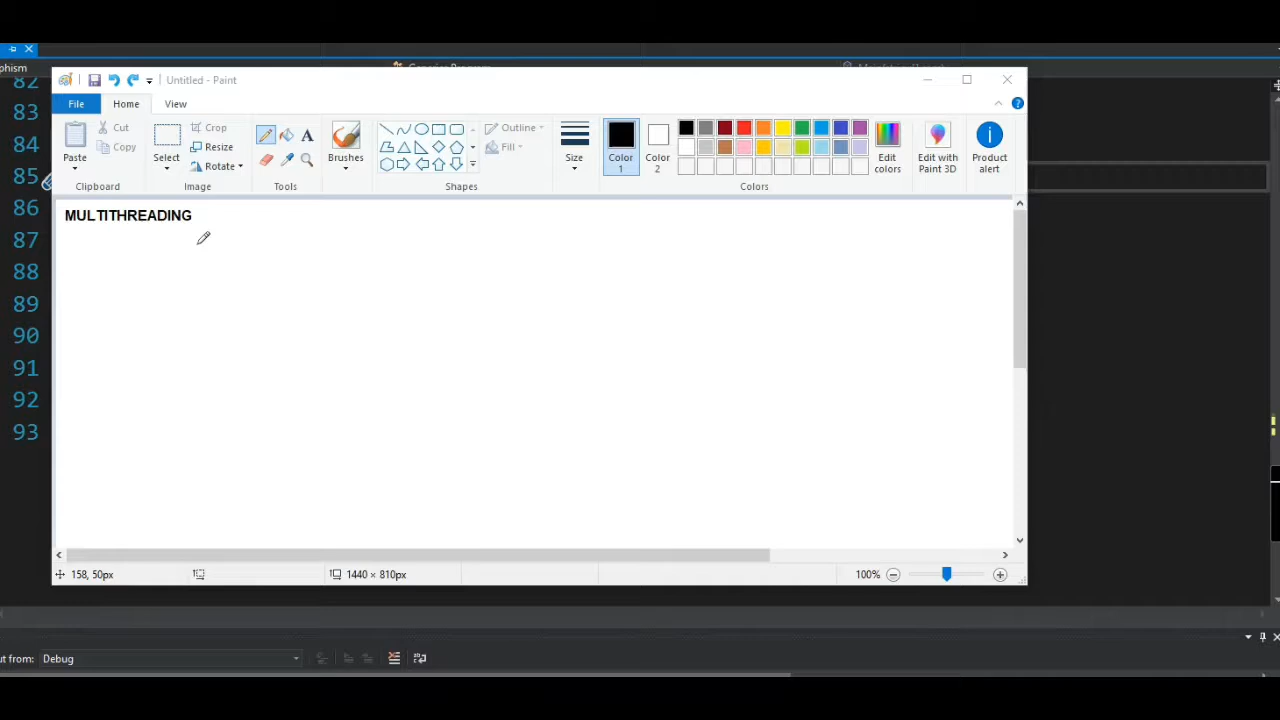 phism
Untitled - Paint
File Home View
Paste Cut Copy
Clipboard
Select Crop Resize Rotate
Image
Tools
Brushes
Shapes
Outline Fill
Size
Color 1
Color 2
Edit colors
Colors
Edit with Paint 3D
Product alert
82
83
84
85
86
87
88
89
90
91
92
93
MULTITHREADING
158, 50px
1440 × 810px
100%
ut from: Debug